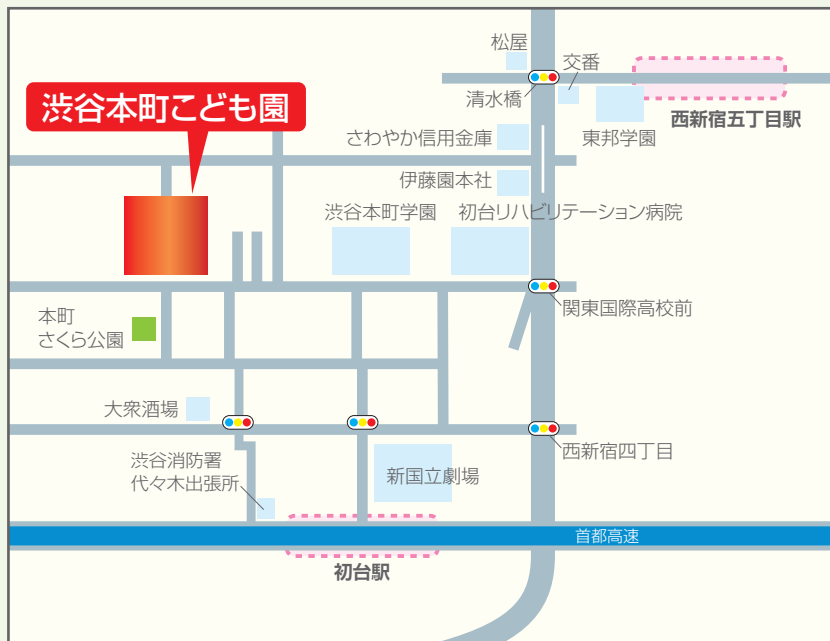 松屋
交番
清水橋
西新宿五丁目駅
渋谷本町こども園
さわやか信用金庫
東邦学園
伊藤園本社
渋谷本町学園
初台リハビリテーション病院
関東国際高校前
本町
さくら公園
大衆酒場
西新宿四丁目
渋谷消防署
代々木出張所
新国立劇場
首都高速
初台駅